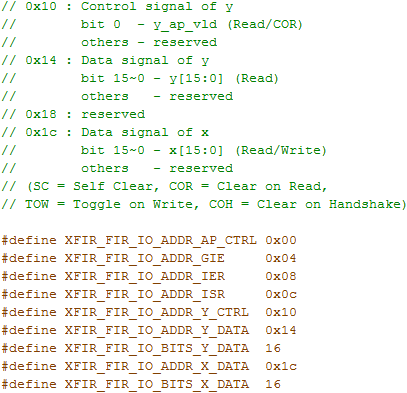 // 0x10 : Control signal of y
//        bit 0  - y_ap_vld (Read/COR)
//        others - reserved
// 0x14 : Data signal of y
//        bit 15~0 - y[15:0] (Read)
//        others   - reserved
// 0x18 : reserved
// 0x1c : Data signal of x
//        bit 15~0 - x[15:0] (Read/Write)
//        others   - reserved
// (SC = Self Clear, COR = Clear on Read,
// TOW = Toggle on Write, COH = Clear on Handshake)

#define XFIR_FIR_IO_ADDR_AP_CTRL 0x00
#define XFIR_FIR_IO_ADDR_GIE     0x04
#define XFIR_FIR_IO_ADDR_IER     0x08
#define XFIR_FIR_IO_ADDR_ISR     0x0c
#define XFIR_FIR_IO_ADDR_Y_CTRL  0x10
#define XFIR_FIR_IO_ADDR_Y_DATA  0x14
#define XFIR_FIR_IO_BITS_Y_DATA  16
#define XFIR_FIR_IO_ADDR_X_DATA  0x1c
#define XFIR_FIR_IO_BITS_X_DATA  16